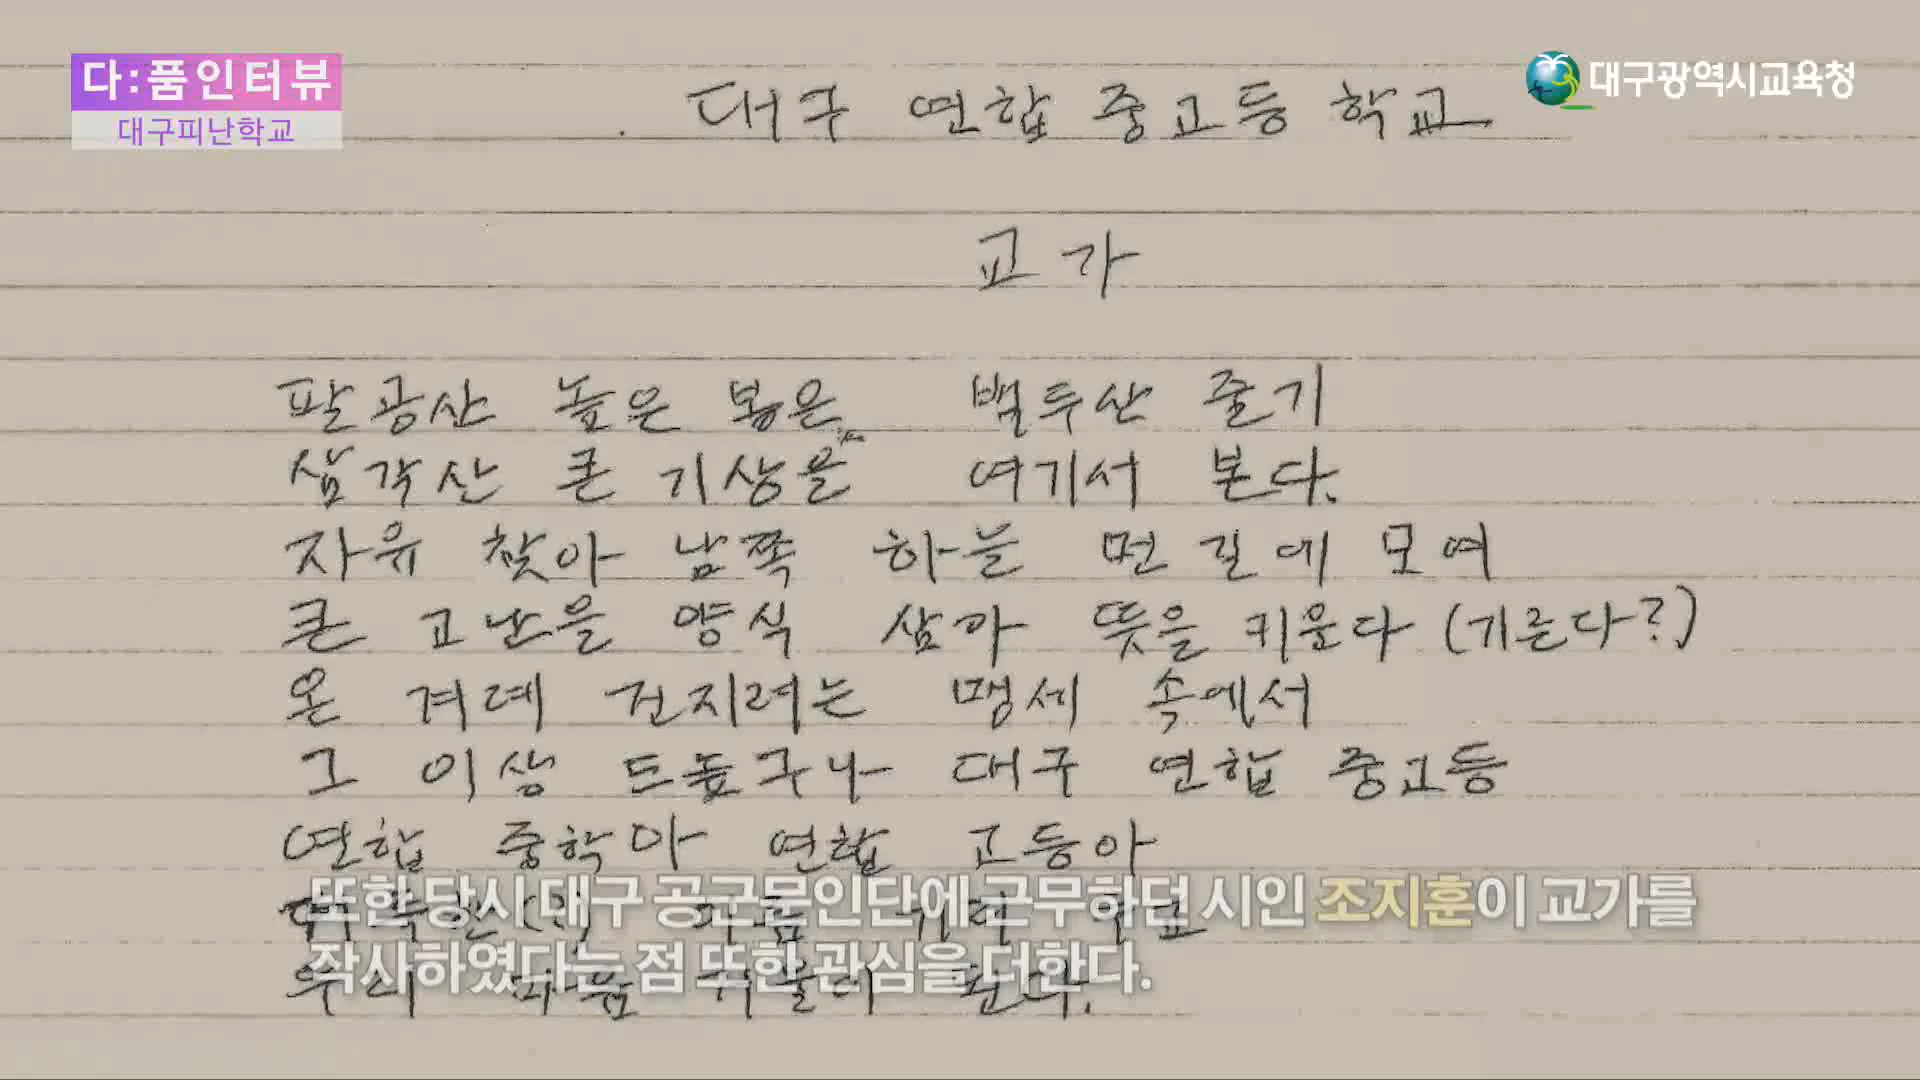 다:품인터뷰
대구피난학교
대구광역시교육청
대구 연합 중고등 학교
교가
팔공산 높은 봄은 백두산 줄기
삼각산 큰 기상을 여기서 본다.
자유 찾아 남쪽 하늘 먼 길에 모여
큰 고난을 양식 삼아 뜻을 키운다 (기른다?)
온 겨레 건지려는 맹세 속에서
그 이상 드높구나 대구 연합 중고등
연합 중학아 연합 고등아
또한 당시 대구 공군문인단에 근무하던 시인 조지훈이 교가를
작사하였다는 점 또한 관심을 더한다.